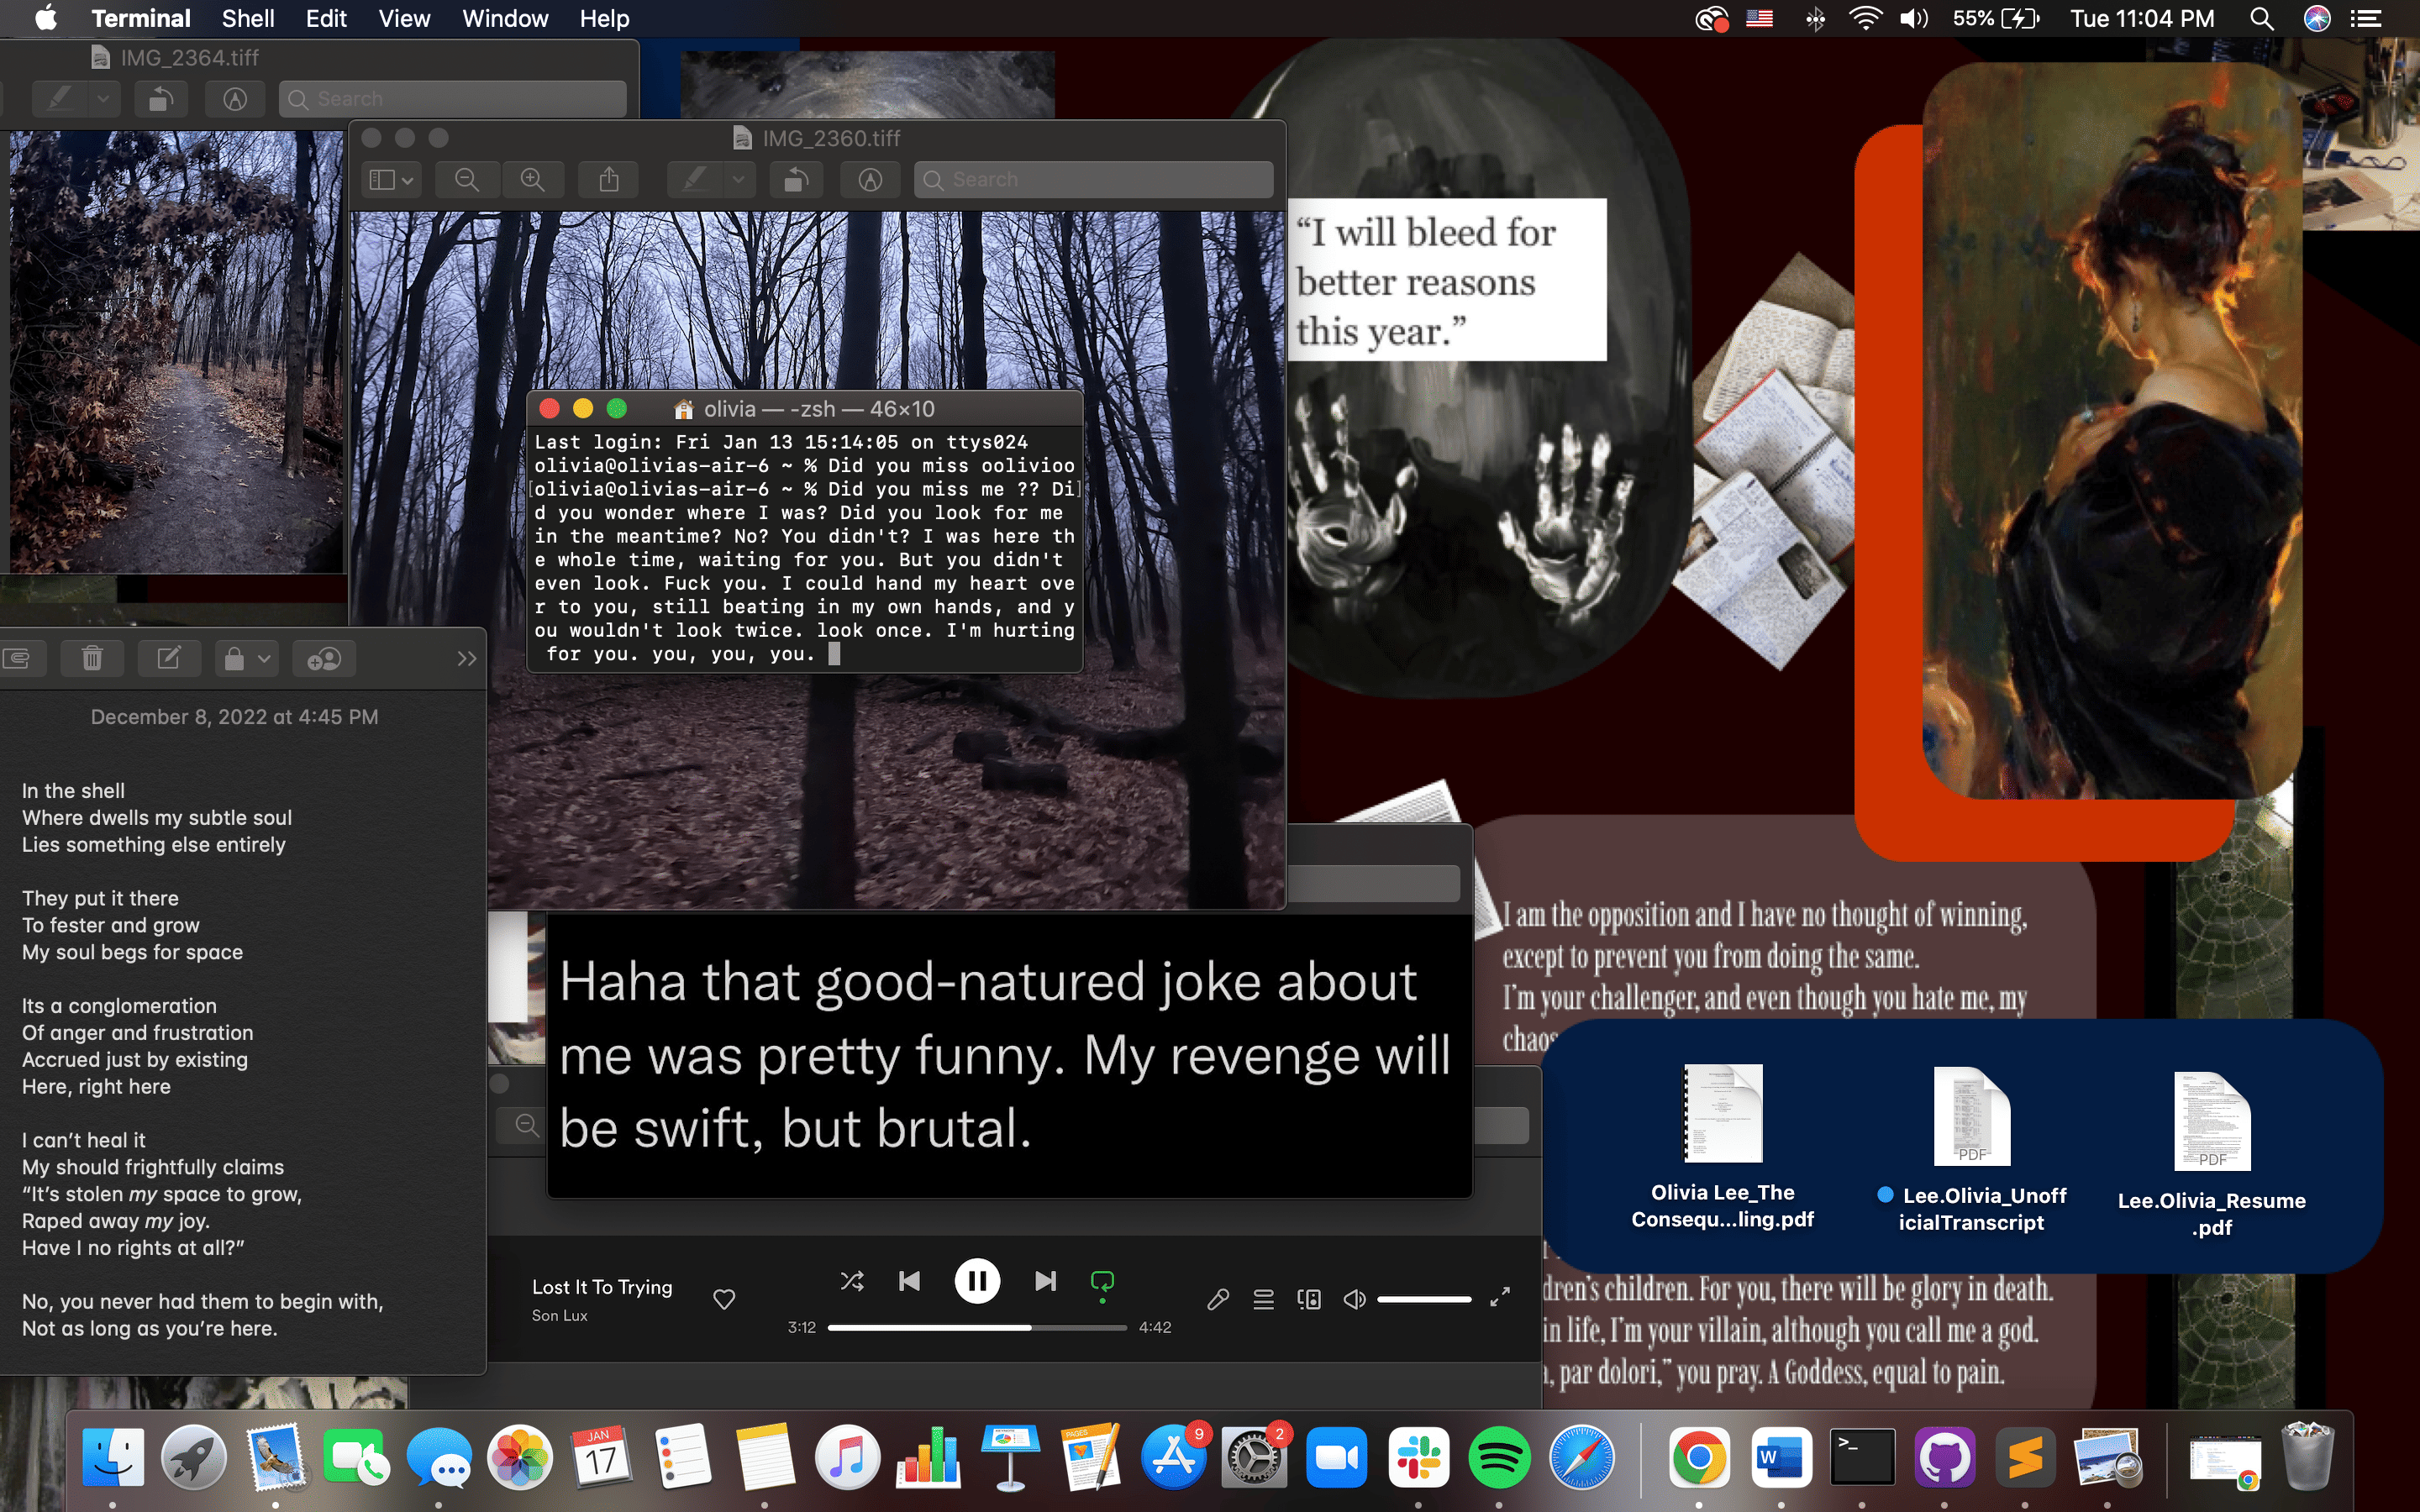 Terminal Shell Edit View Window Help
55% Tue 11:04 PM
IMG_2364.tiff
Search
IMG_2360.tiff
Search
“I will bleed for
better reasons
this year.”
olivia — -zsh — 46×10
Last login: Fri Jan 13 15:14:05 on ttys024
olivia@olivias-air-6 ~ % Did you miss oolivioo
[olivia@olivias-air-6 ~ % Did you miss me ?? Di]
d you wonder where I was? Did you look for me
in the meantime? No? You didn't? I was here th
e whole time, waiting for you. But you didn't
even look. Fuck you. I could hand my heart ove
r to you, still beating in my own hands, and y
ou wouldn't look twice. look once. I'm hurting
for you. you, you, you.
December 8, 2022 at 4:45 PM
In the shell
Where dwells my subtle soul
Lies something else entirely
They put it there
To fester and grow
My soul begs for space
Its a conglomeration
Of anger and frustration
Accrued just by existing
Here, right here
I can’t heal it
My should frightfully claims
“It’s stolen my space to grow,
Raped away my joy.
Have I no rights at all?”
No, you never had them to begin with,
Not as long as you’re here.
Haha that good-natured joke about
me was pretty funny. My revenge will
be swift, but brutal.
Lost It To Trying
Son Lux
3:12
4:42
I am the opposition and I have no thought of winning,
except to prevent you from doing the same.
I’m your challenger, and even though you hate me, my
chaos
PDF
PDF
Olivia Lee_The
Consequ...ling.pdf
Lee.Olivia_Unoff
icialTranscript
Lee.Olivia_Resume
.pdf
dren’s children. For you, there will be glory in death.
in life, I’m your villain, although you call me a god.
, par dolori,” you pray. A Goddess, equal to pain.
JAN
17
PAGES
9
2
W
>_